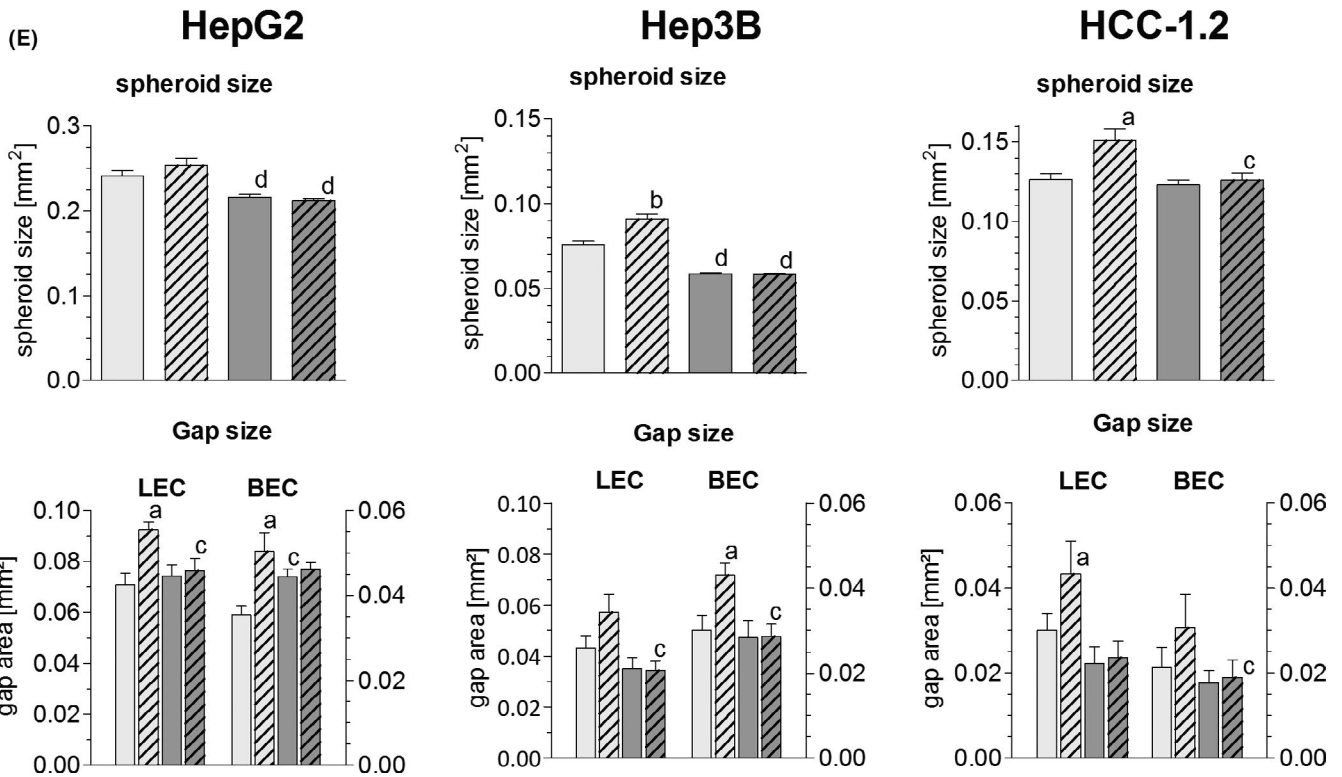 (E)
HepG2
Hep3B
HCC-1.2
spheroid size
spheroid size [mm²]
0.3
0.2
0.1
0.0
d
d
spheroid size
spheroid size [mm²]
0.15
0.10
0.05
0.00
b
d
d
spheroid size
spheroid size [mm²]
0.15
0.10
0.05
0.00
a
c
Gap size
LEC
BEC
gap area [mm²]
0.10
0.08
0.06
0.04
0.02
0.00
a
c
a
c
0.06
0.04
0.02
0.00
Gap size
LEC
BEC
gap area [mm²]
0.10
0.08
0.06
0.04
0.02
0.00
c
a
c
0.06
0.04
0.02
0.00
Gap size
LEC
BEC
gap area [mm²]
0.06
0.04
0.02
0.00
a
c
0.06
0.04
0.02
0.00